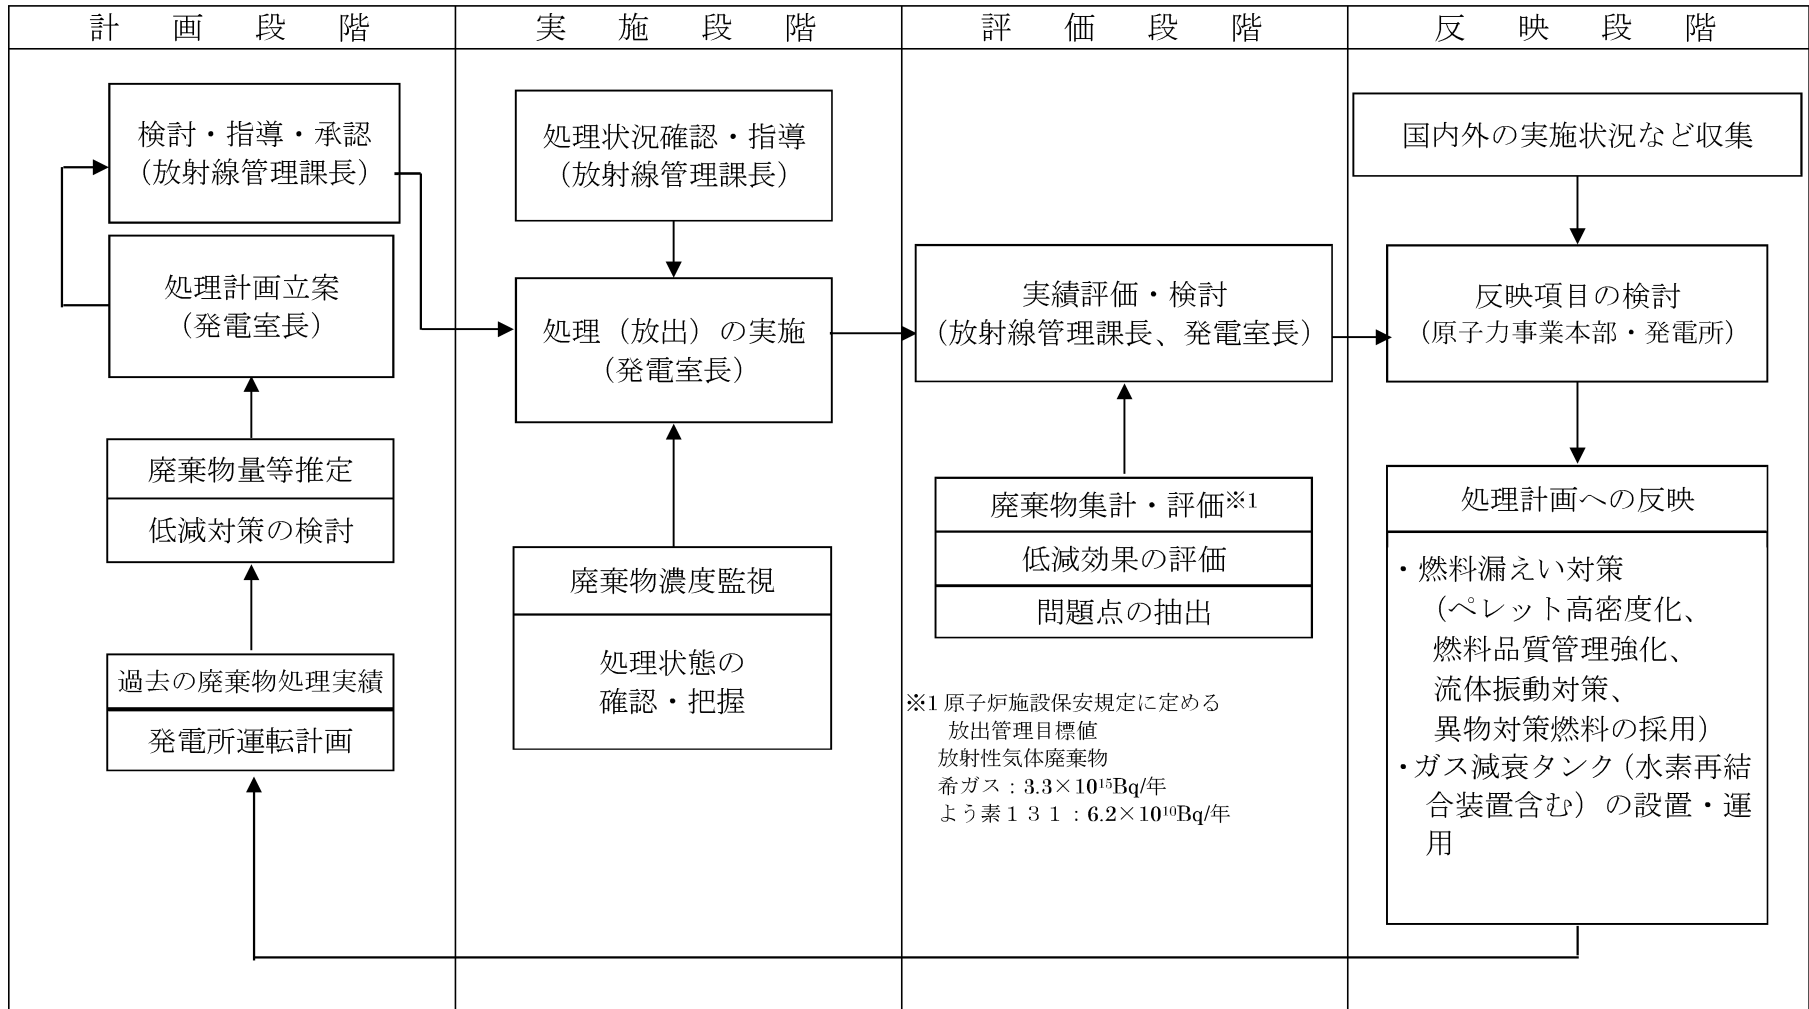 計画段階
検討・指導・承認
(放射線管理課長)
処理計画立案
(発電室長)
廃棄物量等推定
低減対策の検討
過去の廃棄物処理実績
発電所運転計画
実施段階
処理状況確認・指導
(放射線管理課長)
処理（放出）の実施
(発電室長)
廃棄物濃度監視
処理状態の
確認・把握
評価段階
実績評価・検討
(放射線管理課長、発電室長)
廃棄物集計・評価※1
低減効果の評価
問題点の抽出
※1 原子炉施設保安規定に定める
放出管理目標値
放射性気体廃棄物
希ガス：3.3×10¹⁵Bq/年
よう素１３１：6.2×10¹⁰Bq/年
反映段階
国内外の実施状況など収集
反映項目の検討
(原子力事業本部・発電所)
処理計画への反映
・燃料漏えい対策
（ペレット高密度化、
燃料品質管理強化、
流体振動対策、
異物対策燃料の採用）
・ガス減衰タンク（水素再結
合装置含む）の設置・運
用